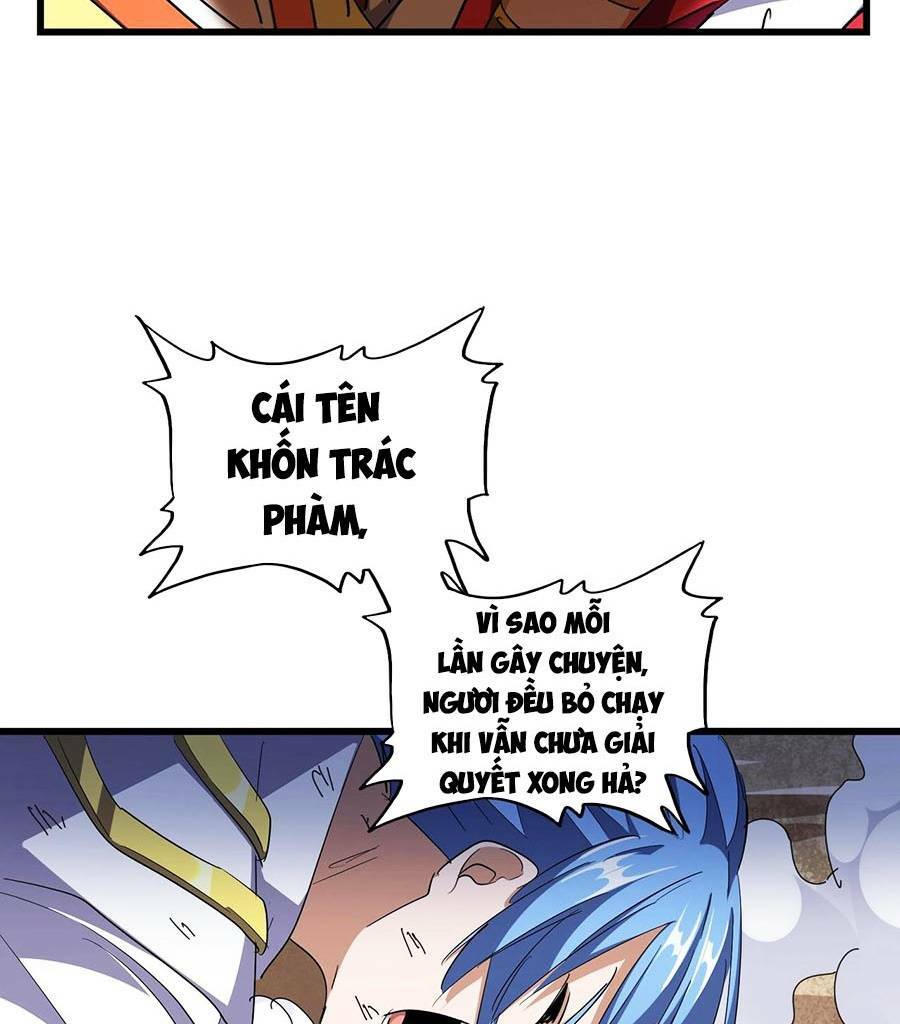 CÁI TÊN
KHỐN TRÁC
PHÀM,
VÌ SAO MỖI
LẦN GÂY CHUYỆN,
NGƯƠI ĐỀU BỎ CHẠY
KHI VẪN CHƯA GIẢI
QUYẾT XONG HẢ?